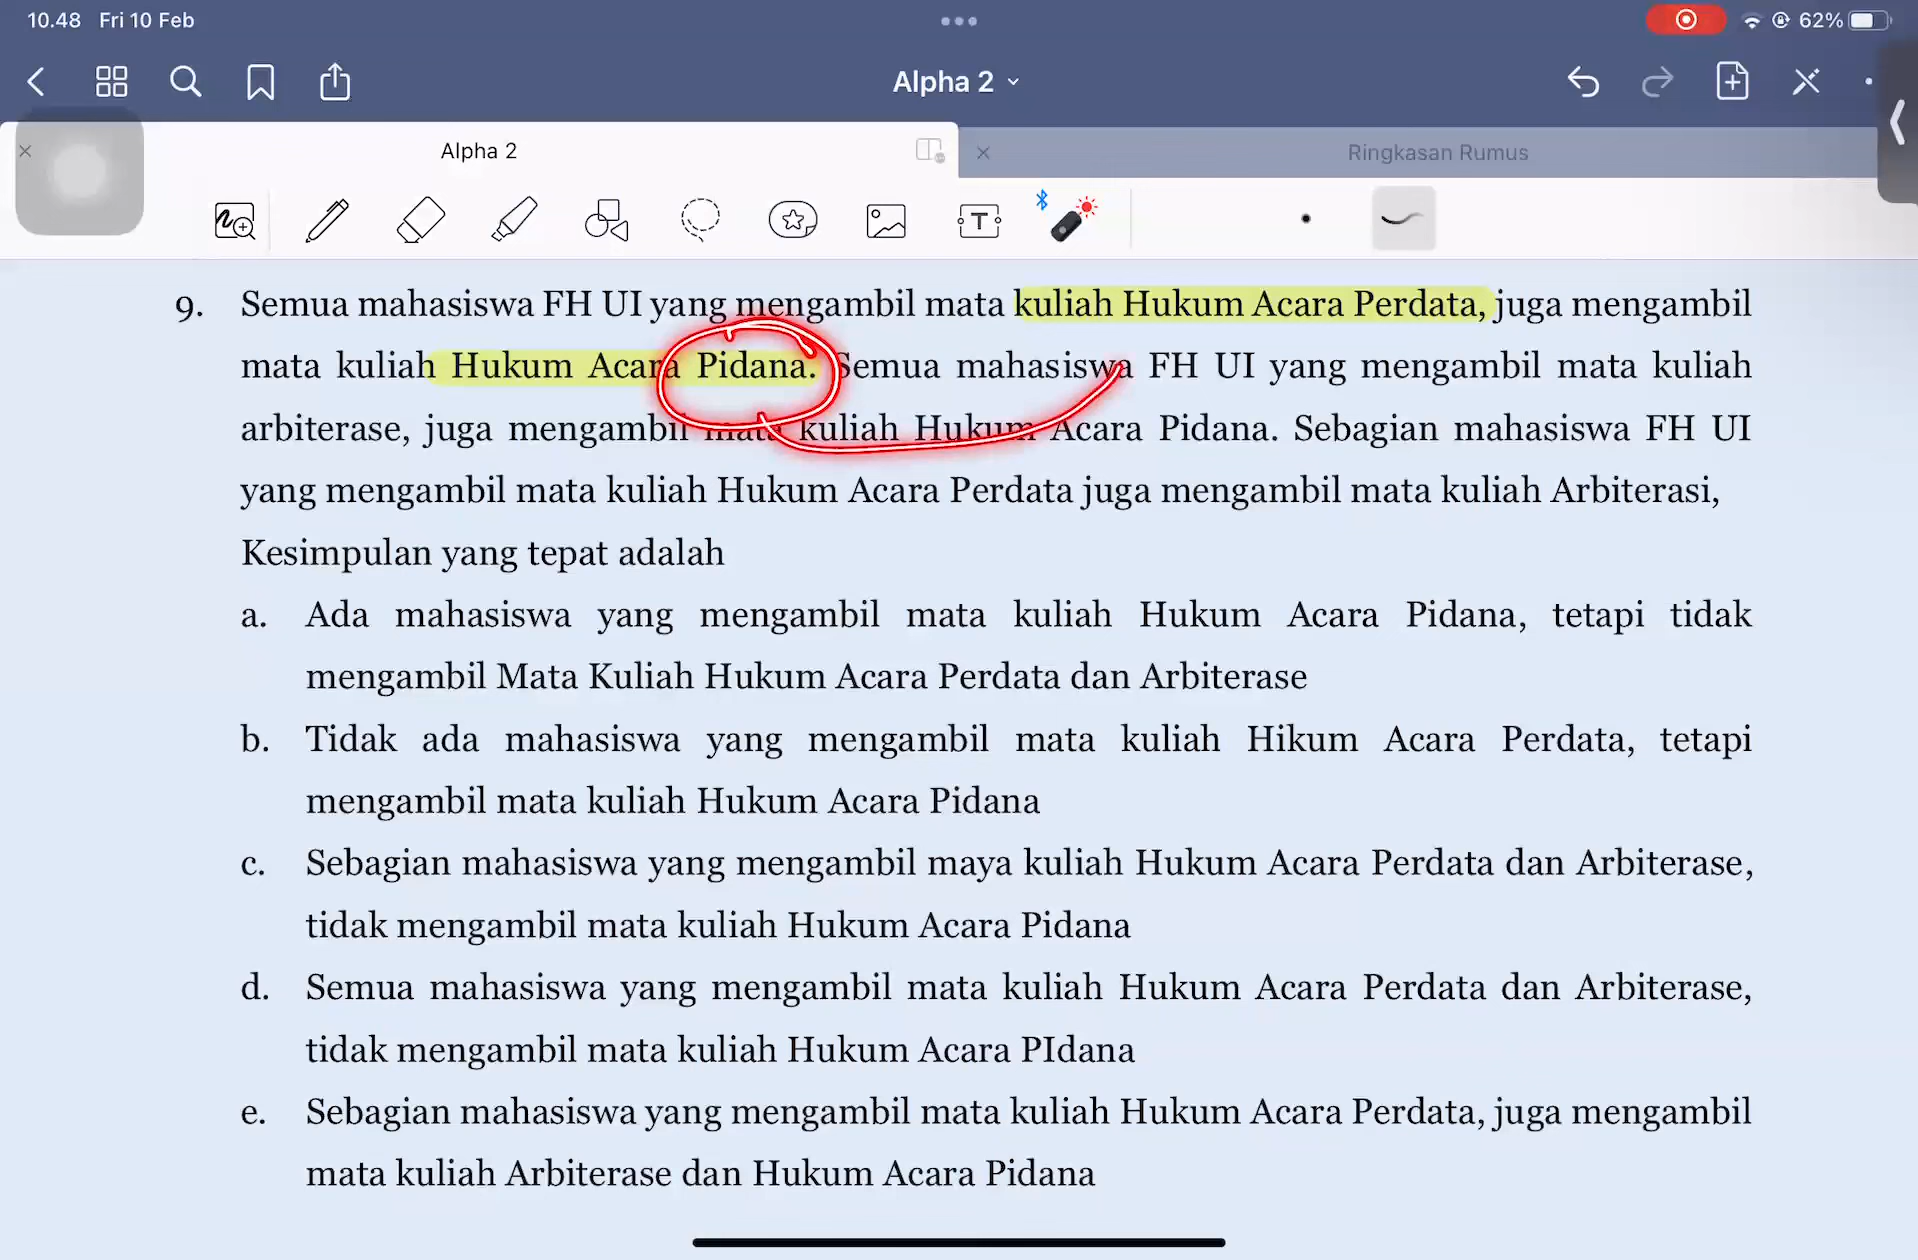 10.48 Fri 10 Feb
62%
Alpha 2
Alpha 2
Ringkasan Rumus
T
9. Semua mahasiswa FH UI yang mengambil mata kuliah Hukum Acara Perdata, juga mengambil
mata kuliah Hukum Acara Pidana. Semua mahasiswa FH UI yang mengambil mata kuliah
arbiterase, juga mengambil mata kuliah Hukum Acara Pidana. Sebagian mahasiswa FH UI
yang mengambil mata kuliah Hukum Acara Perdata juga mengambil mata kuliah Arbiterasi,
Kesimpulan yang tepat adalah
a. Ada mahasiswa yang mengambil mata kuliah Hukum Acara Pidana, tetapi tidak
mengambil Mata Kuliah Hukum Acara Perdata dan Arbiterase
b. Tidak ada mahasiswa yang mengambil mata kuliah Hikum Acara Perdata, tetapi
mengambil mata kuliah Hukum Acara Pidana
c. Sebagian mahasiswa yang mengambil maya kuliah Hukum Acara Perdata dan Arbiterase,
tidak mengambil mata kuliah Hukum Acara Pidana
d. Semua mahasiswa yang mengambil mata kuliah Hukum Acara Perdata dan Arbiterase,
tidak mengambil mata kuliah Hukum Acara PIdana
e. Sebagian mahasiswa yang mengambil mata kuliah Hukum Acara Perdata, juga mengambil
mata kuliah Arbiterase dan Hukum Acara Pidana